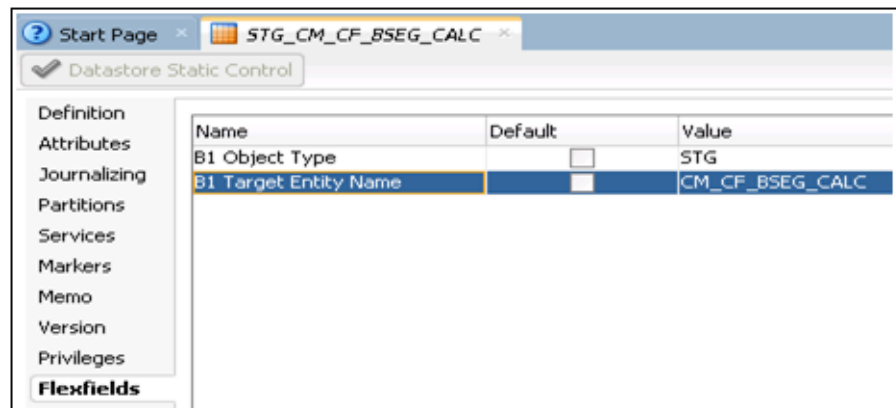 Start Page
STG_CM_CF_BSEG_CALC
Datastore Static Control
Definition
Attributes
Journalizing
Partitions
Services
Markers
Memo
Version
Privileges
Flexfields
Name Default Value
B1 Object Type STG
B1 Target Entity Name CM_CF_BSEG_CALC